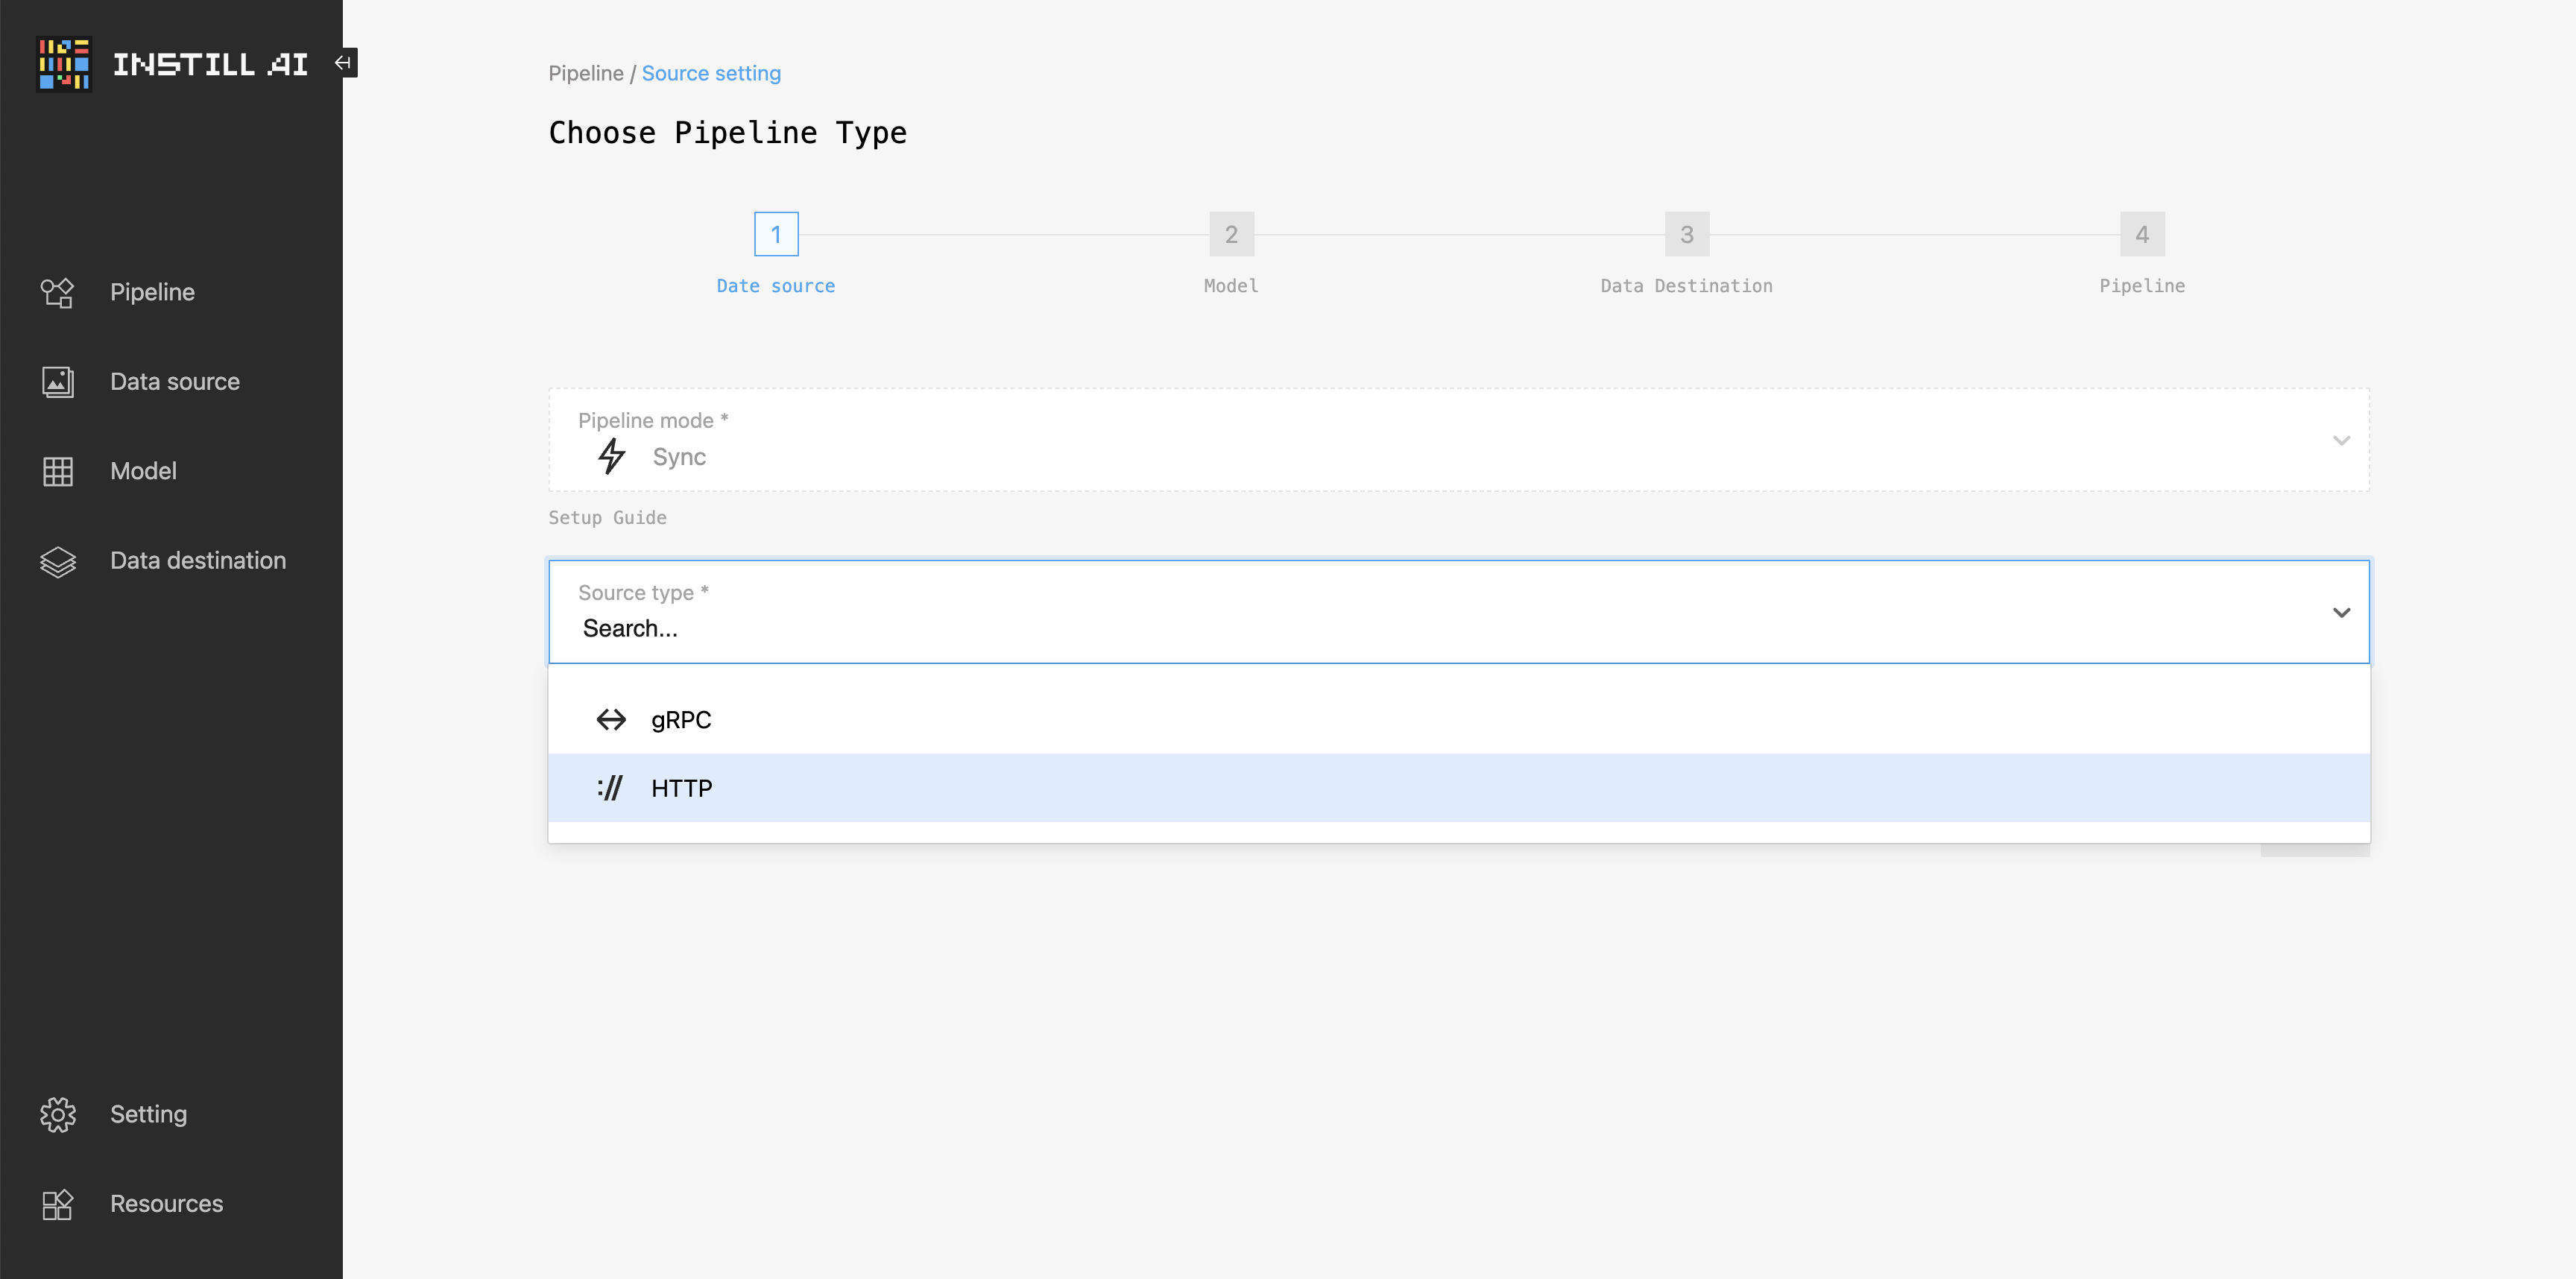 INSTILL AI
Pipeline
Data source
Model
Data destination
Setting
Resources
Pipeline / Source setting
Choose Pipeline Type
1
2
3
4
Date source
Model
Data Destination
Pipeline
Pipeline mode *
Sync
Setup Guide
Source type *
Search...
gRPC
:// HTTP